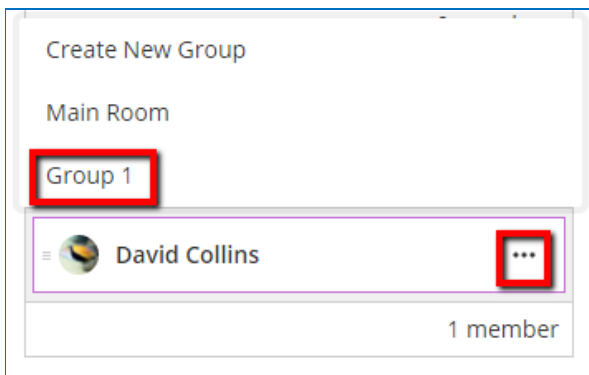 Create New Group
Main Room
Group 1
David Collins
1 member